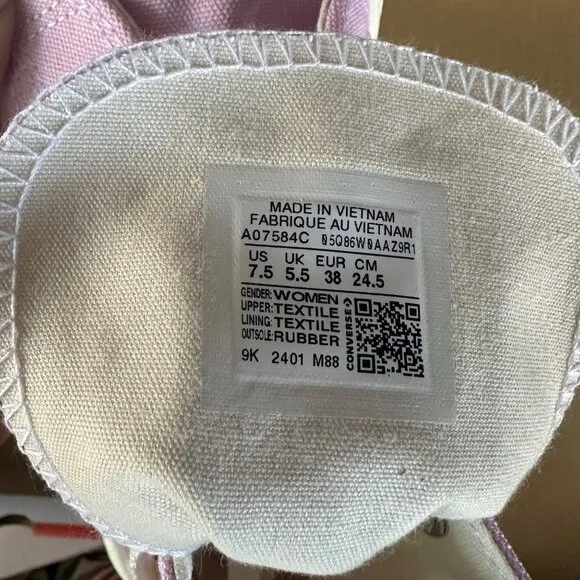 MADE IN VIETNAM
FABRIQUE AU VIETNAM
A07584C 05Q86W0AAZ9R1
US UK EUR CM
7.5 5.5 38 24.5
GENDER: WOMEN
UPPER: TEXTILE
LINING: TEXTILE
OUTSOLE: RUBBER
9K 2401 M88
CONVERSE